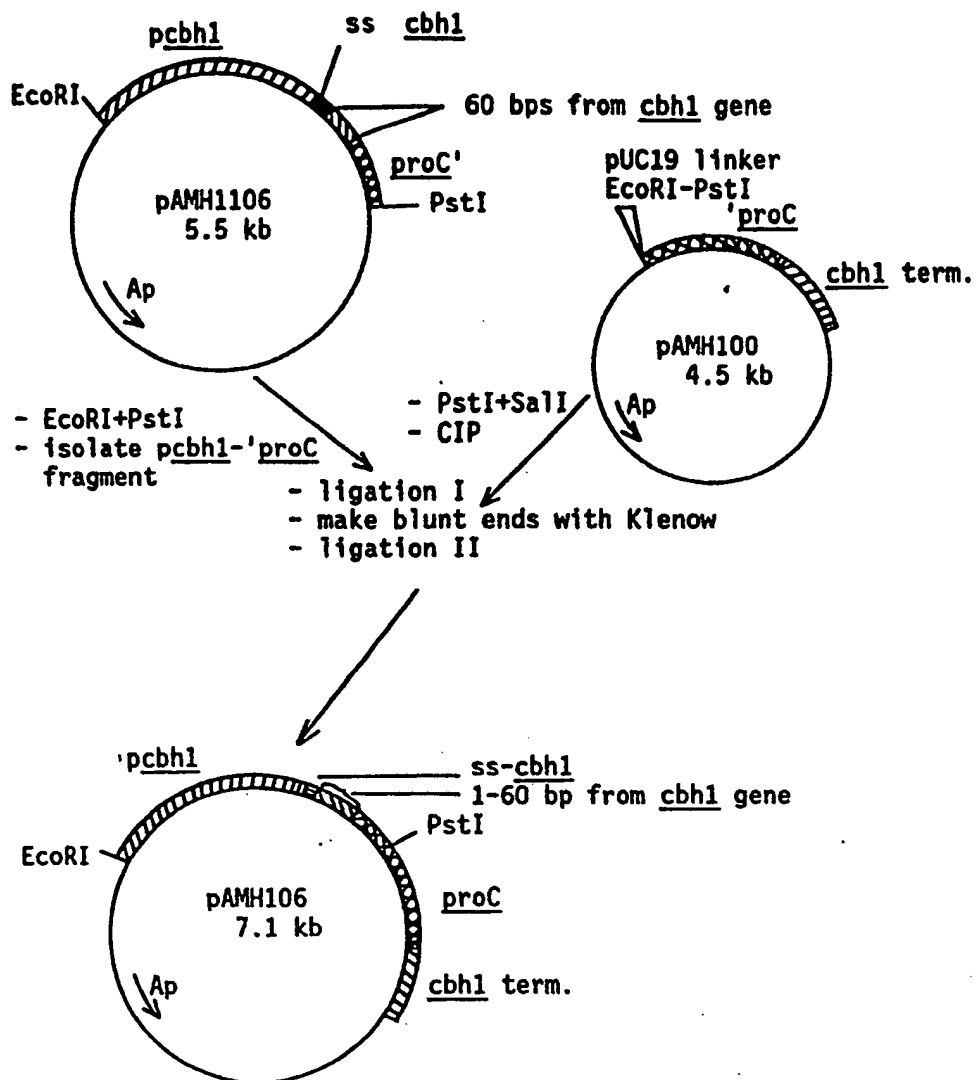 pcbh1
ss cbh1
EcoRI
60 bps from cbh1 gene
proC'
PstI
pAMH1106
5.5 kb
Ap
pUC19 linker
EcoRI-PstI
'proC
cbh1 term.
pAMH100
4.5 kb
Ap
- EcoRI+PstI
- isolate pcbh1-'proC
fragment
- PstI+SalI
- CIP
- ligation I
- make blunt ends with Klenow
- ligation II
pcbh1
ss-cbh1
1-60 bp from cbh1 gene
PstI
EcoRI
pAMH106
7.1 kb
proC
Ap
cbh1 term.